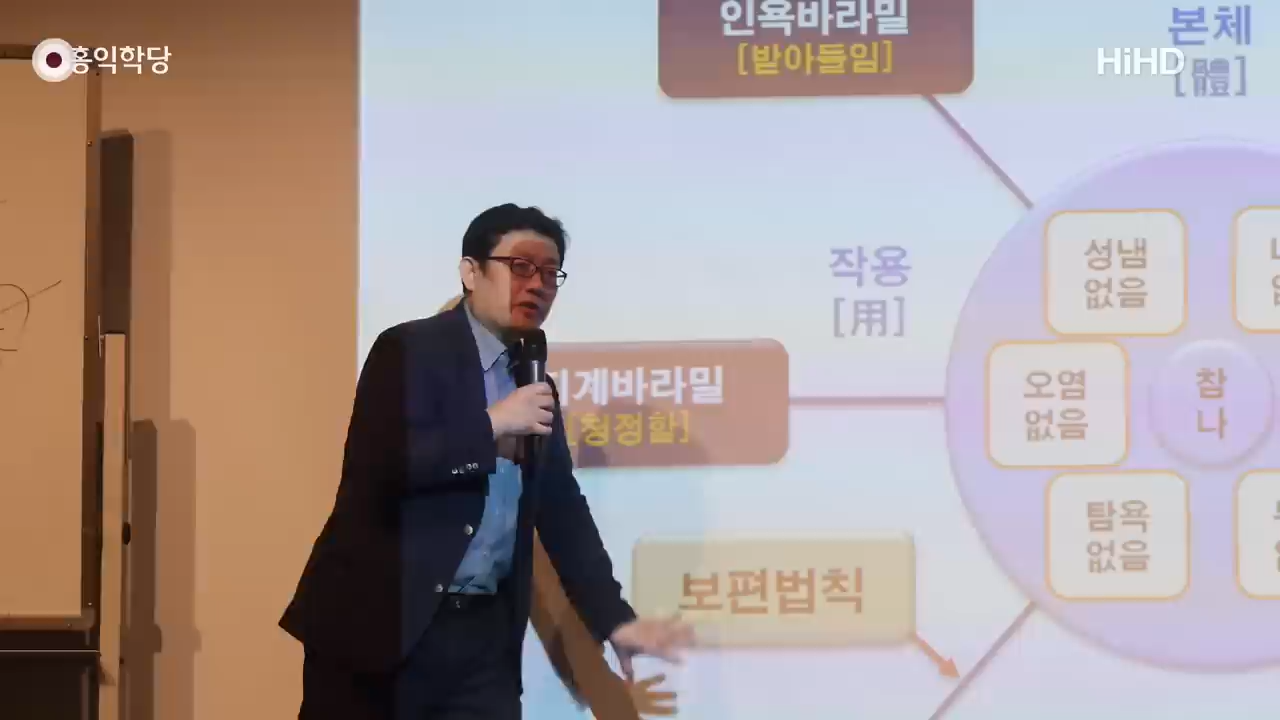 홍익학당
HiHD
인욕바라밀
[받아들임]
본체
[體]
작용
[用]
계바라밀
[청정함]
보편법칙
성냄
없음
오염
없음
참
나
탐욕
없음